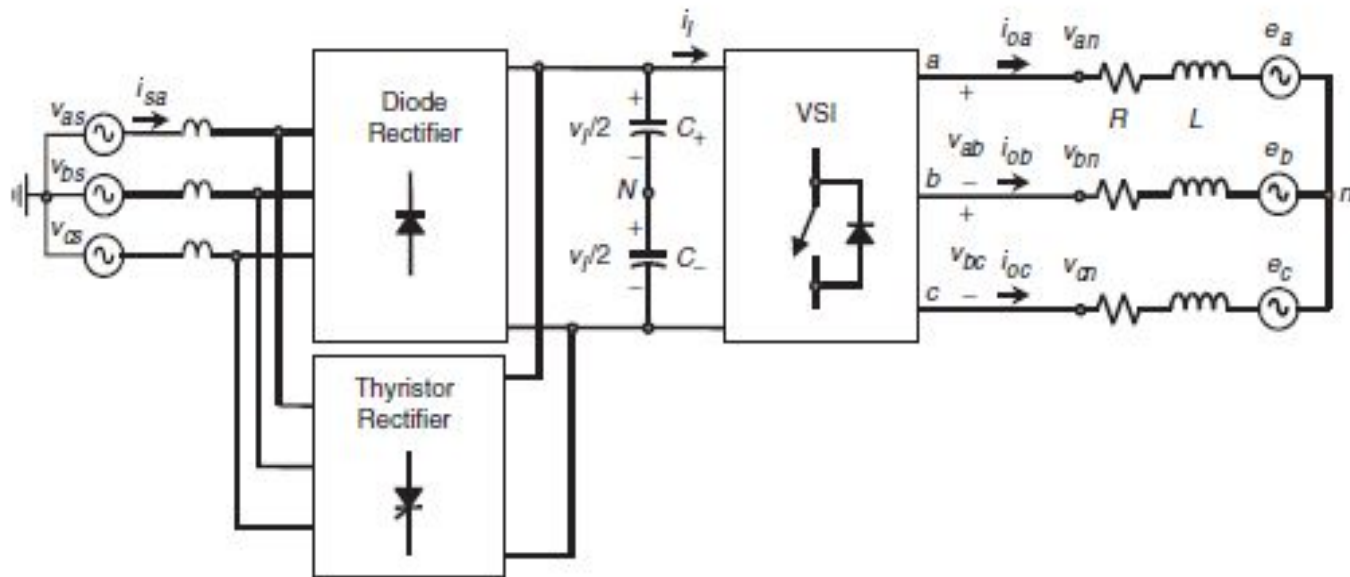 v_as
i_sa
v_bs
v_cs
Diode
Rectifier
Thyristor
Rectifier
i_l
+
v_l/2
C_+
−
N
+
v_l/2
C_−
−
VSI
a
i_oa
v_an
e_a
+
R
L
v_ab
i_ob
v_bn
e_b
b
−
n
+
v_bc
i_oc
v_cn
e_c
c
−